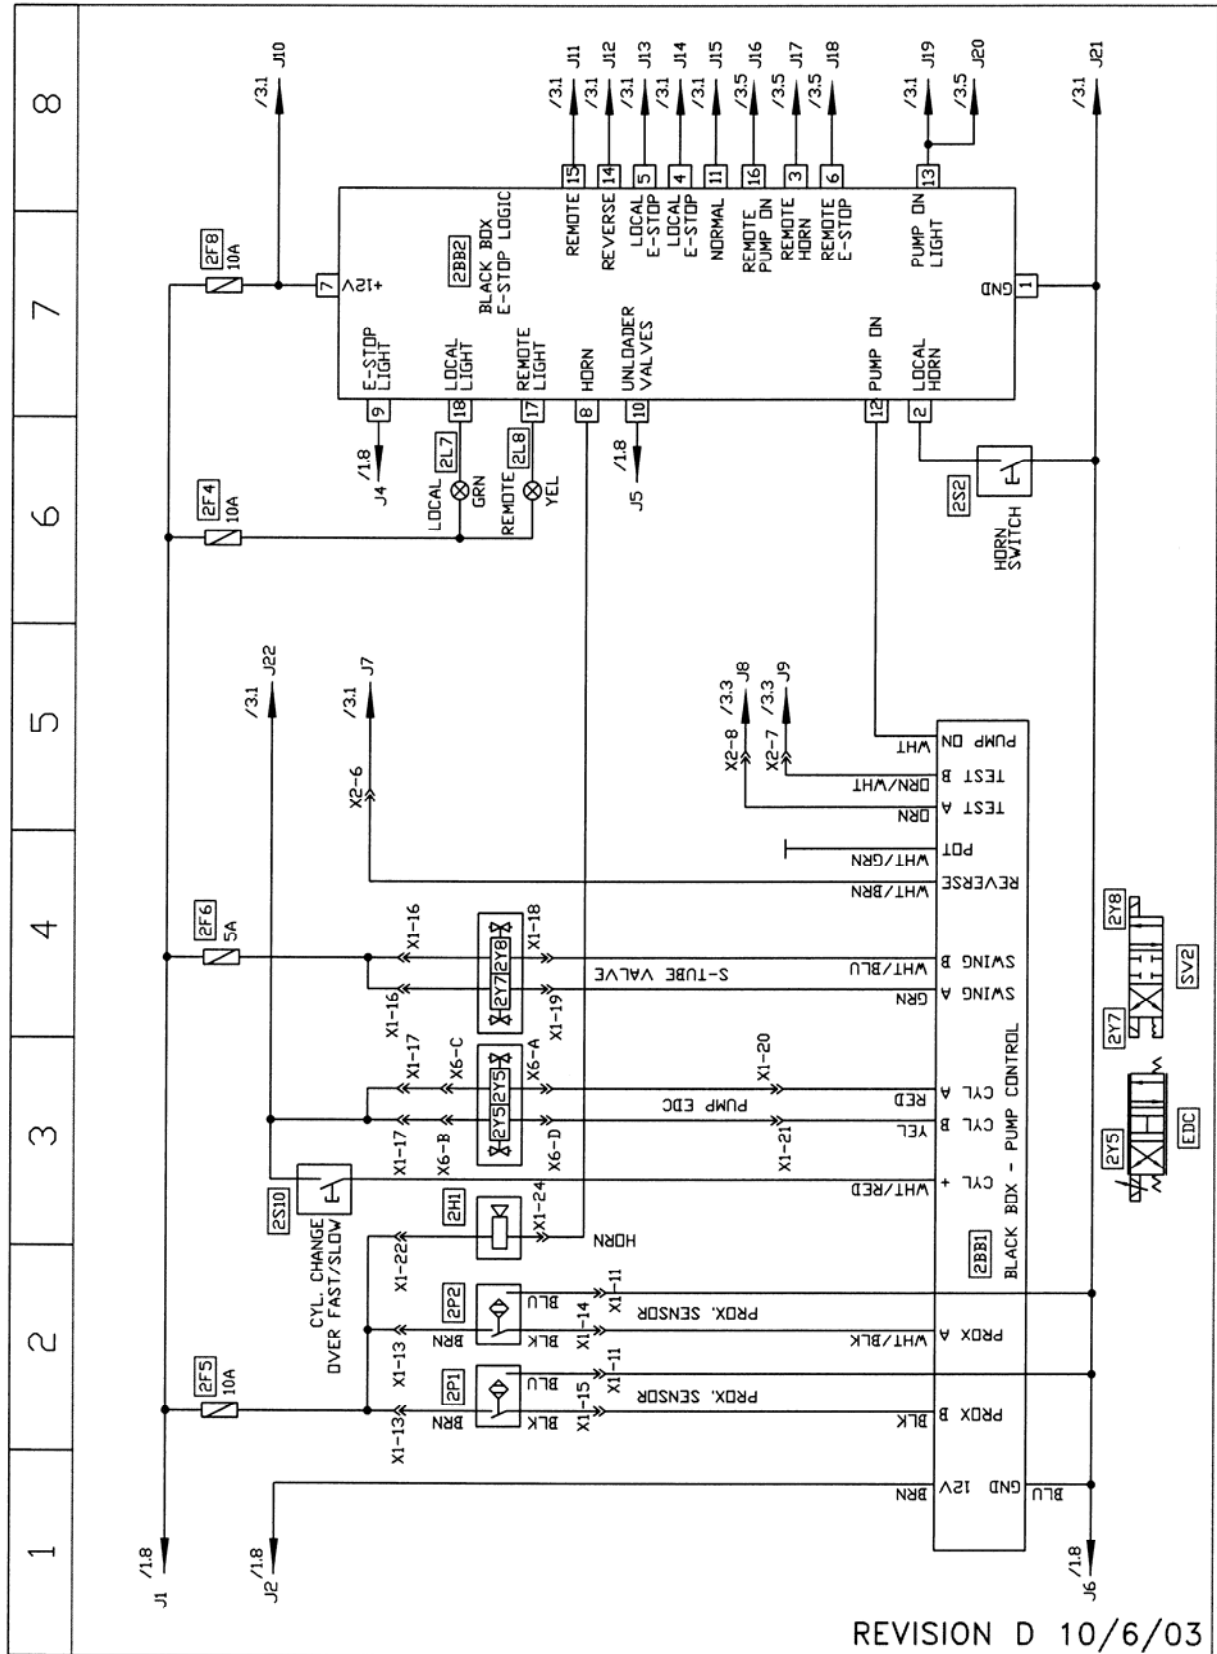 1
2
3
4
5
6
7
8
J1 /1.8
J2 /1.8
J6 /1.8
2F5
10A
2F6
5A
2F4
10A
2F8
10A
/3.1 J10
/3.1 J22
/3.1 J7
X2-6
/3.3 J8
X2-8
/3.3 J9
X2-7
X1-13
BRN
2P1
BLK
BLU
X1-15
X1-11
PROX. SENSOR
BLK
PROX B
X1-13
BRN
2P2
BLK
BLU
X1-14
X1-11
PROX. SENSOR
WHT/BLK
PROX A
X1-22
2H1
X1-24
HORN
2S10
CYL. CHANGE
OVER FAST/SLOW
WHT/RED
CYL +
X1-17
X6-B
X1-17
X6-C
2Y5
2Y5
X6-D
X6-A
PUMP EDC
X1-21
X1-20
YEL
CYL B
RED
CYL A
X1-16
X1-16
2Y7
2Y8
X1-19
X1-18
S-TUBE VALVE
GRN
SWING A
WHT/BLU
SWING B
WHT/BRN
REVERSE
WHT/GRN
POT
ORN
TEST A
ORN/WHT
TEST B
WHT
PUMP ON
BRN
12V
GND
BLU
2BB1
BLACK BOX - PUMP CONTROL
2Y5
EDC
2Y7
2Y8
SV2
7
+12V
2BB2
BLACK BOX
E-STOP LOGIC
9
E-STOP
LIGHT
J4 /1.8
18
LOCAL
LIGHT
2L7
LOCAL
GRN
17
REMOTE
LIGHT
2L8
REMOTE
YEL
8
HORN
10
UNLOADER
VALVES
J5 /1.8
12
PUMP ON
2
LOCAL
HORN
2S2
HORN
SWITCH
15
REMOTE
/3.1 J11
14
REVERSE
/3.1 J12
5
LOCAL
E-STOP
/3.1 J13
4
LOCAL
E-STOP
/3.1 J14
11
NORMAL
/3.1 J15
16
REMOTE
PUMP ON
/3.5 J16
3
REMOTE
HORN
/3.5 J17
6
REMOTE
E-STOP
/3.5 J18
13
PUMP ON
LIGHT
/3.1 J19
/3.5 J20
1
GND
/3.1 J21
REVISION D 10/6/03